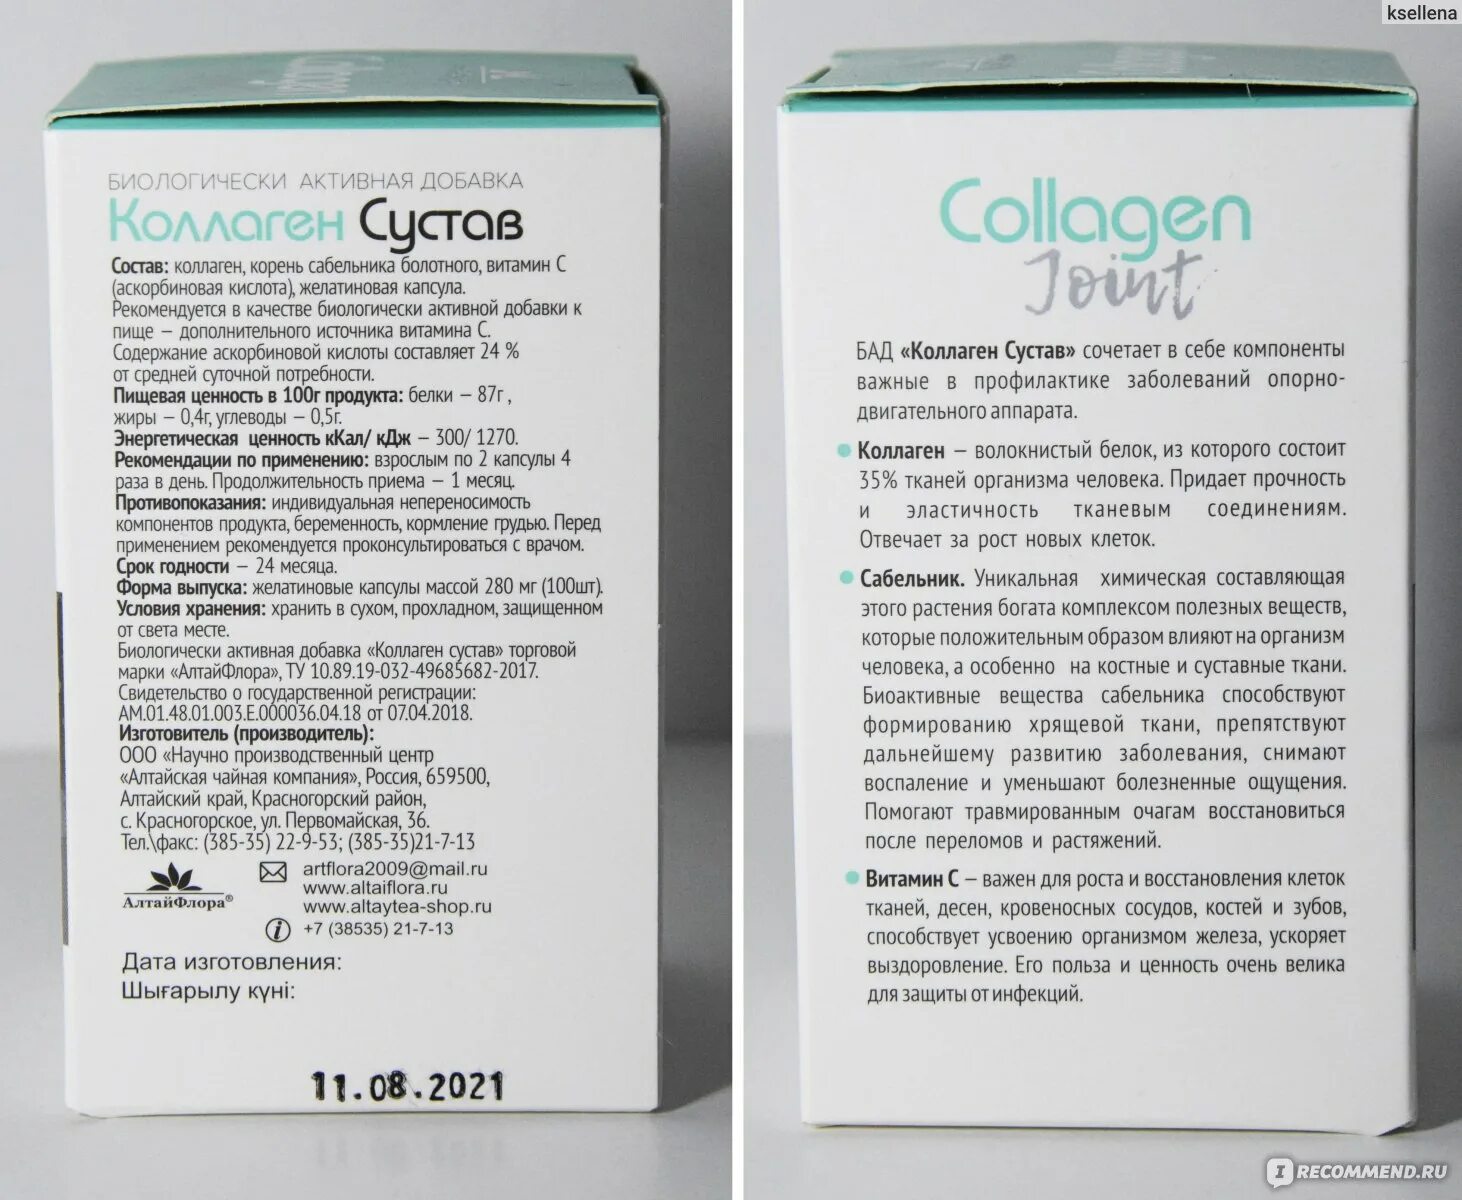 ksellena
БИОЛОГИЧЕСКИ АКТИВНАЯ ДОБАВКА
Коллаген Сустав
Состав: коллаген, корень сабельника болотного, витамин С
(аскорбиновая кислота), желатиновая капсула.
Рекомендуется в качестве биологически активной добавки к
пище — дополнительного источника витамина С.
Содержание аскорбиновой кислоты составляет 24 %
от средней суточной потребности.
Пищевая ценность в 100г продукта: белки — 87г ,
жиры — 0,4г, углеводы — 0,5г.
Энергетическая ценность кКал/ кДж — 300/ 1270.
Рекомендации по применению: взрослым по 2 капсулы 4
раза в день. Продолжительность приема — 1 месяц.
Противопоказания: индивидуальная непереносимость
компонентов продукта, беременность, кормление грудью. Перед
применением рекомендуется проконсультироваться с врачом.
Срок годности — 24 месяца.
Форма выпуска: желатиновые капсулы массой 280 мг (100шт).
Условия хранения: хранить в сухом, прохладном, защищенном
от света месте.
Биологически активная добавка «Коллаген сустав» торговой
марки «АлтайФлора», ТУ 10.89.19-032-49685682-2017.
Свидетельство о государственной регистрации:
АМ.01.48.01.003.Е.000036.04.18 от 07.04.2018.
Изготовитель (производитель):
ООО «Научно производственный центр
«Алтайская чайная компания», Россия, 659500,
Алтайский край, Красногорский район,
с. Красногорское, ул. Первомайская, 36.
Тел.\факс: (385-35) 22-9-53; (385-35)21-7-13
АлтайФлора®
artflora2009@mail.ru
www.altaiflora.ru
www.altaytea-shop.ru
+7 (38535) 21-7-13
Дата изготовления:
Шығарылу күні:
11.08.2021
Collagen
Joint
БАД «Коллаген Сустав» сочетает в себе компоненты
важные в профилактике заболеваний опорно-
двигательного аппарата.
Коллаген — волокнистый белок, из которого состоит
35% тканей организма человека. Придает прочность
и эластичность тканевым соединениям.
Отвечает за рост новых клеток.
Сабельник. Уникальная химическая составляющая
этого растения богата комплексом полезных веществ,
которые положительным образом влияют на организм
человека, а особенно на костные и суставные ткани.
Биоактивные вещества сабельника способствуют
формированию хрящевой ткани, препятствуют
дальнейшему развитию заболевания, снимают
воспаление и уменьшают болезненные ощущения.
Помогают травмированным очагам восстановиться
после переломов и растяжений.
Витамин С — важен для роста и восстановления клеток
тканей, десен, кровеносных сосудов, костей и зубов,
способствует усвоению организмом железа, ускоряет
выздоровление. Его польза и ценность очень велика
для защиты от инфекций.
IRECOMMEND.RU